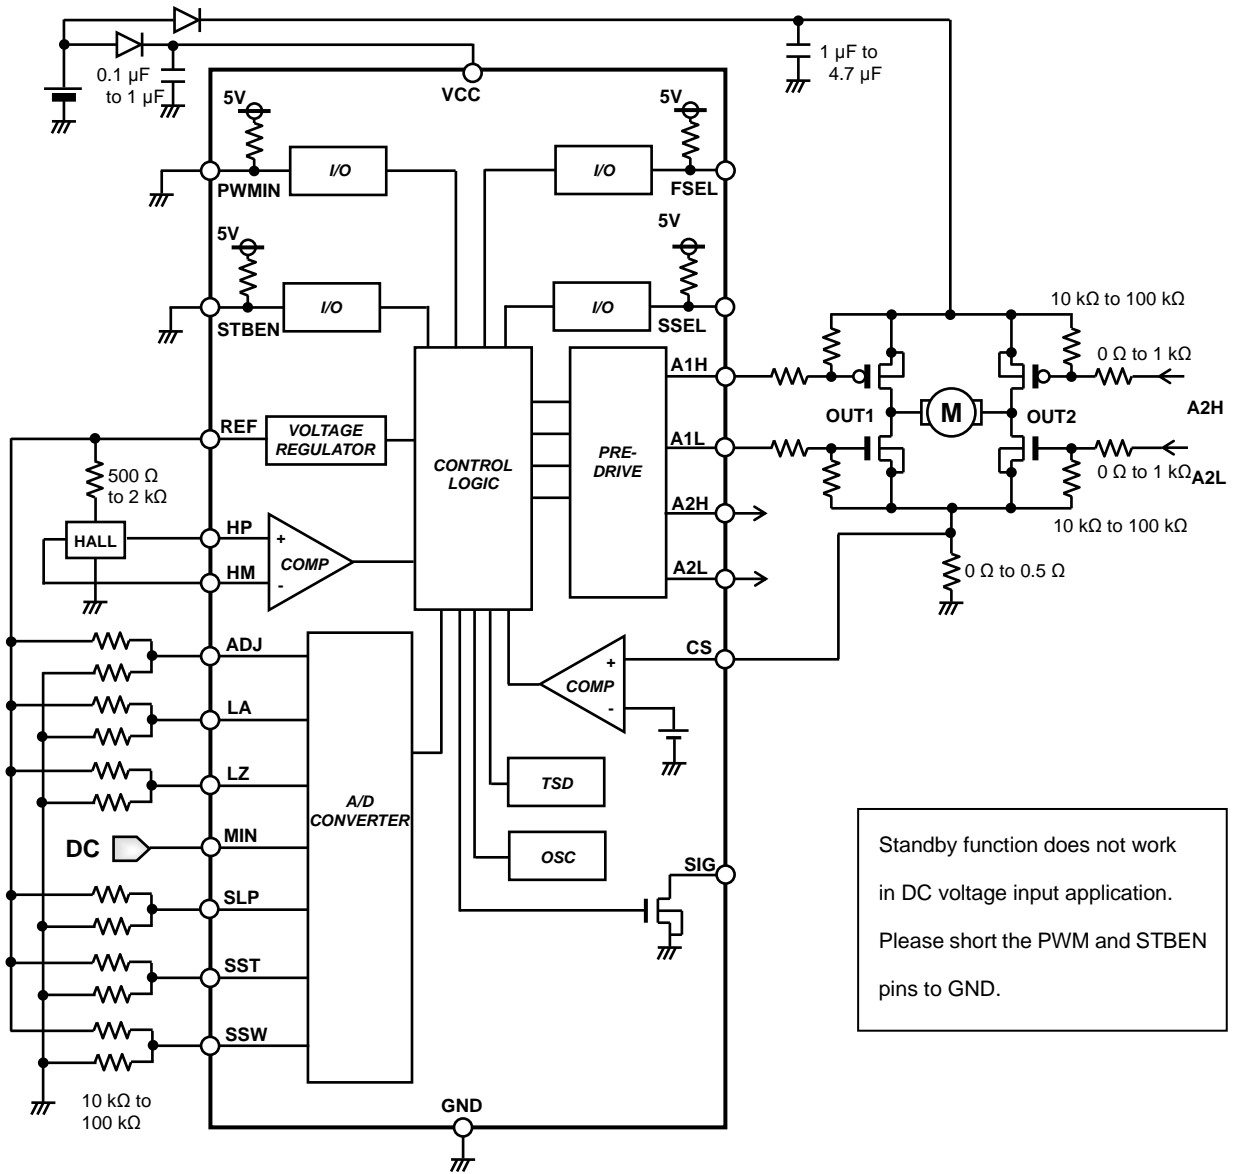 1 µF to
4.7 µF
0.1 µF
to 1 µF
VCC
5V
5V
I/O
I/O
PWMIN
FSEL
5V
5V
I/O
I/O
STBEN
SSEL
10 kΩ to 100 kΩ
A1H
0 Ω to 1 kΩ
OUT1
M
OUT2
A2H
REF
VOLTAGE
REGULATOR
CONTROL
LOGIC
PRE-
DRIVE
A1L
500 Ω
to 2 kΩ
0 Ω to 1 kΩ
A2L
A2H
10 kΩ to 100 kΩ
HALL
HP
+
COMP
HM
-
A2L
0 Ω to 0.5 Ω
ADJ
CS
+
COMP
-
LA
LZ
TSD
A/D
CONVERTER
DC
MIN
OSC
SIG
SLP
SST
SSW
10 kΩ to
100 kΩ
GND
Standby function does not work
in DC voltage input application.
Please short the PWM and STBEN
pins to GND.